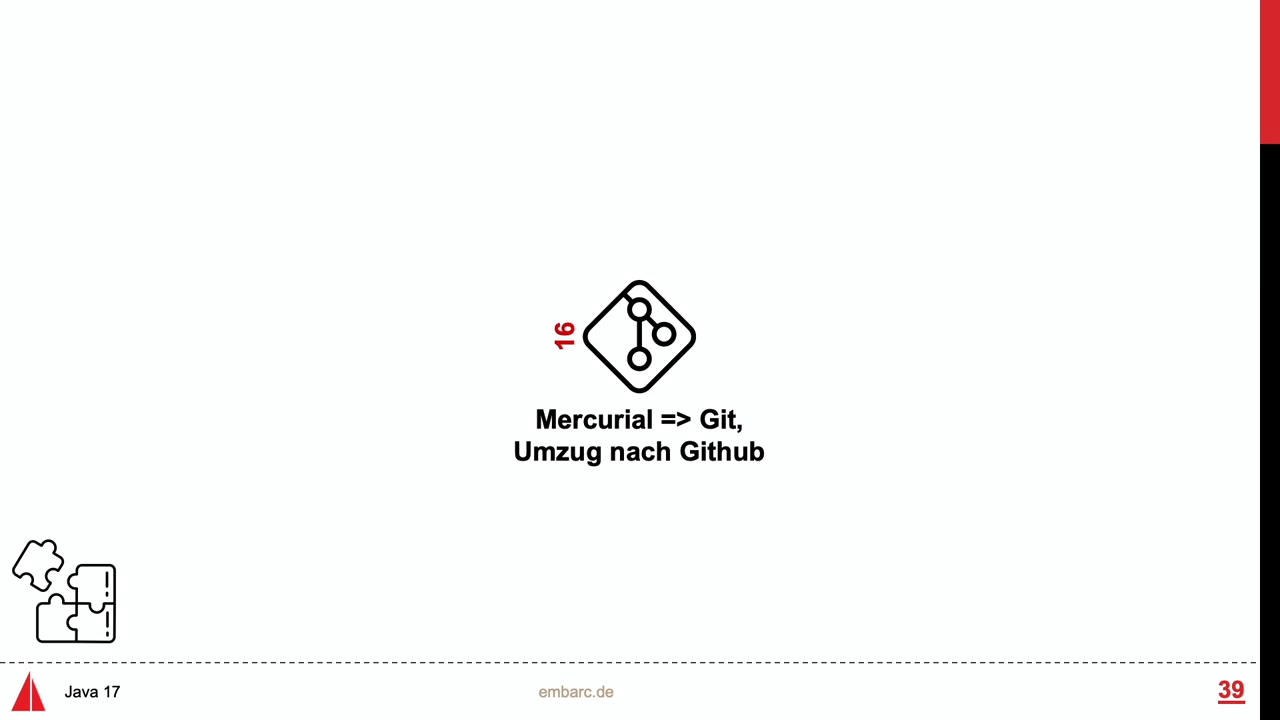 16
Mercurial => Git,
Umzug nach Github
Java 17
embarc.de
39